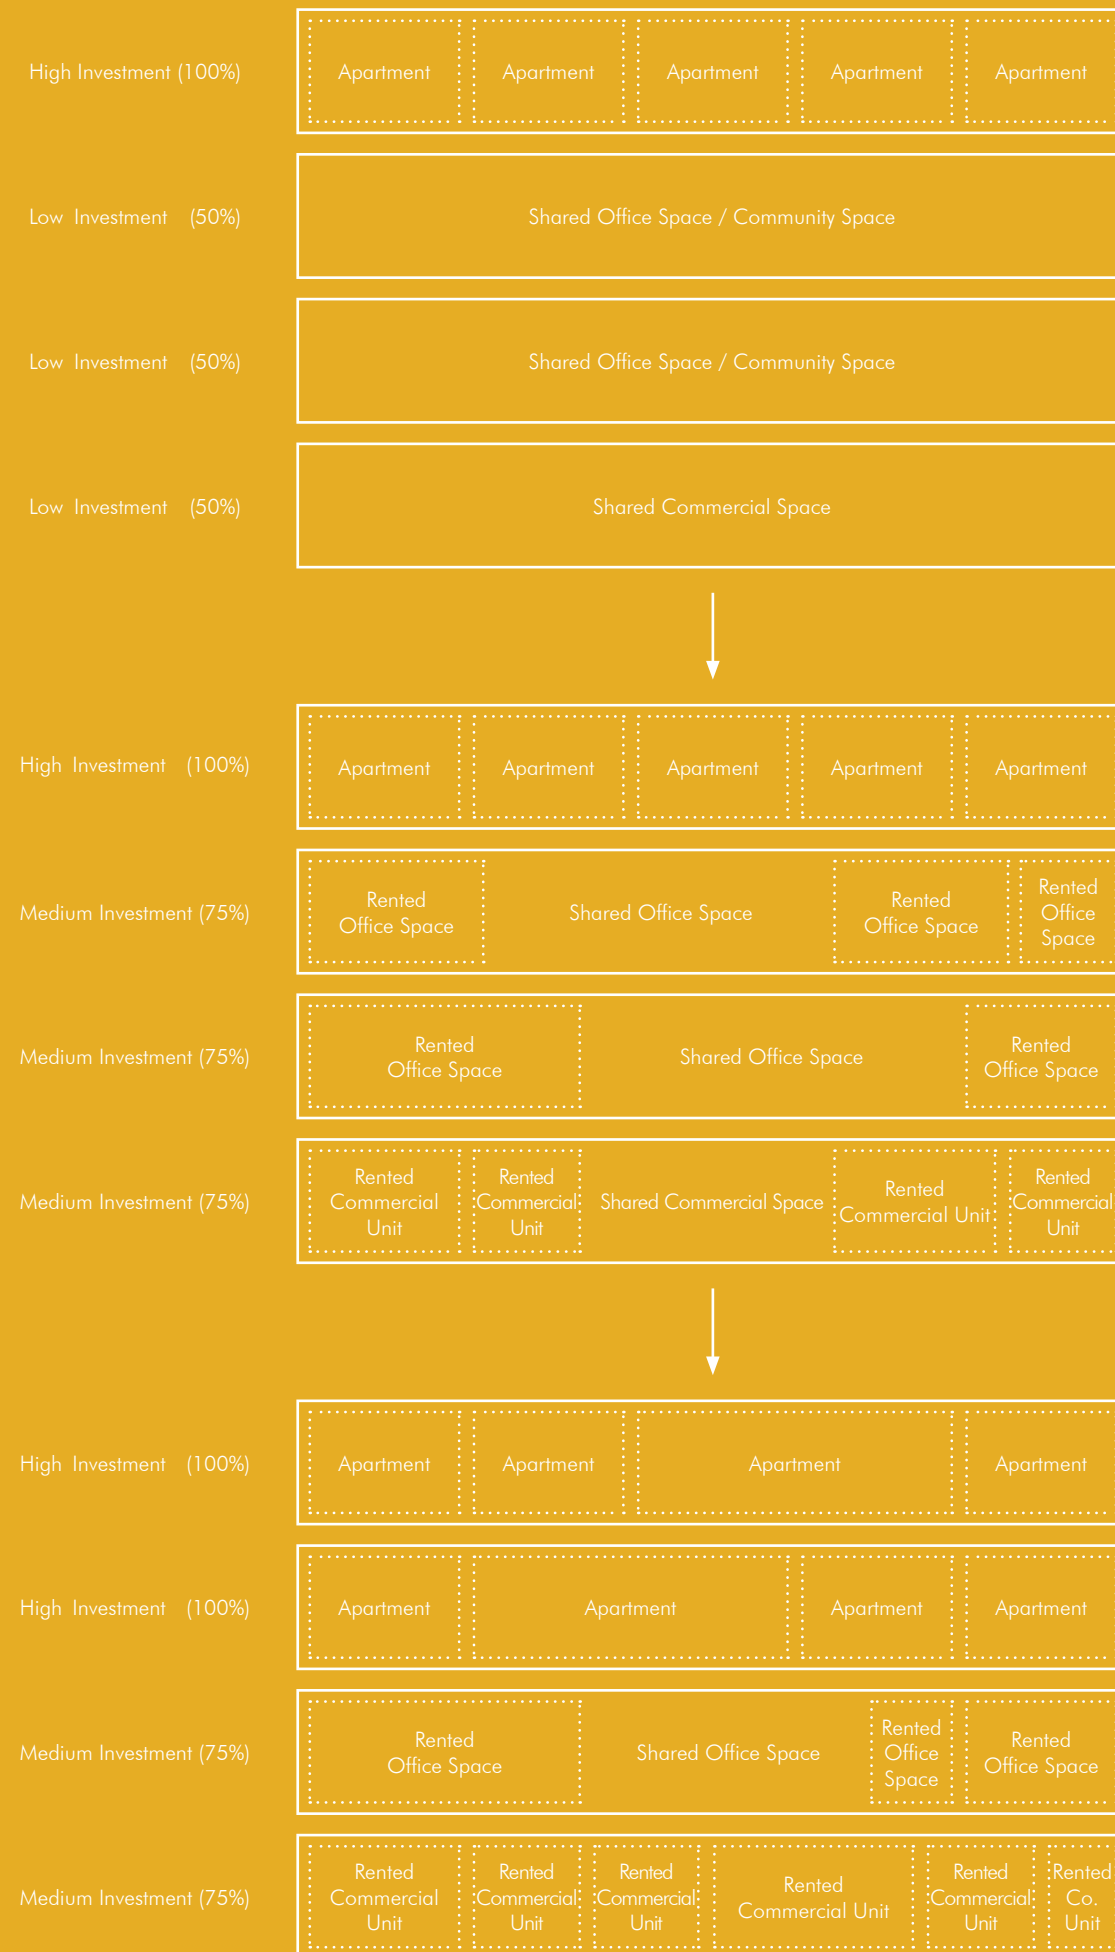 High Investment (100%)
Apartment Apartment Apartment Apartment Apartment
Low Investment (50%)
Shared Office Space / Community Space
Low Investment (50%)
Shared Office Space / Community Space
Low Investment (50%)
Shared Commercial Space
High Investment (100%)
Apartment Apartment Apartment Apartment Apartment
Medium Investment (75%)
Rented
Office Space
Shared Office Space
Rented
Office Space
Rented
Office
Space
Medium Investment (75%)
Rented
Office Space
Shared Office Space
Rented
Office Space
Medium Investment (75%)
Rented
Commercial
Unit
Rented
Commercial
Unit
Shared Commercial Space
Rented
Commercial Unit
Rented
Commercial
Unit
High Investment (100%)
Apartment Apartment Apartment Apartment
High Investment (100%)
Apartment Apartment Apartment Apartment
Medium Investment (75%)
Rented
Office Space
Shared Office Space
Rented
Office
Space
Rented
Office Space
Medium Investment (75%)
Rented
Commercial
Unit
Rented
Commercial
Unit
Rented
Commercial
Unit
Rented
Commercial Unit
Rented
Commercial
Unit
Rented
Co.
Unit